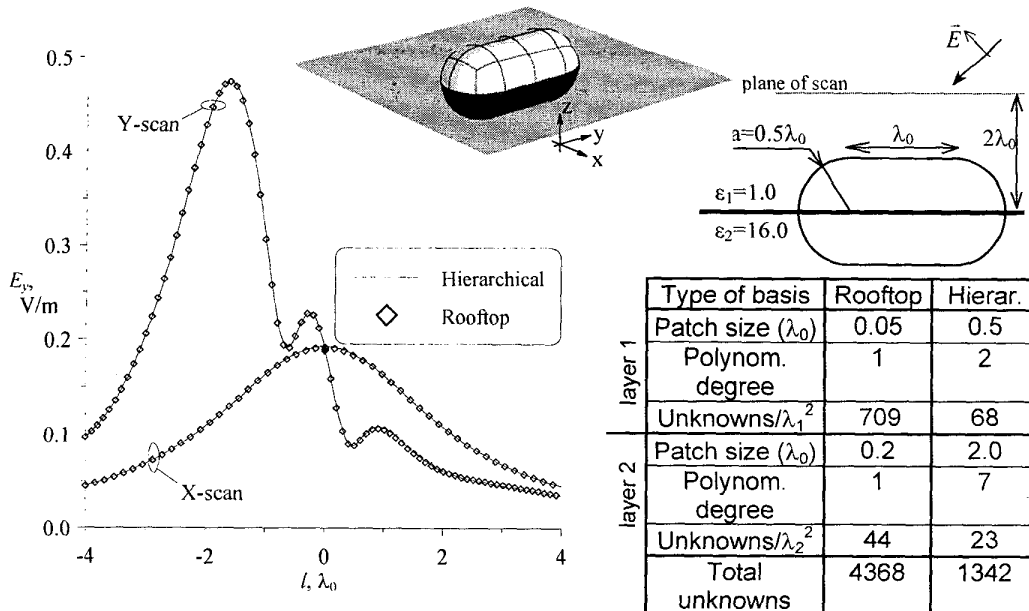 0.5
0.4
0.3
0.2
0.1
0.0
E_y,
V/m
Y-scan
X-scan
-4
-2
0
2
4
l, λ₀
Hierarchical
Rooftop
z
y
x
E
plane of scan
a=0.5λ₀
λ₀
2λ₀
ε₁=1.0
ε₂=16.0
Type of basis Rooftop Hierar.
layer 1
Patch size (λ₀) 0.05 0.5
Polynom. degree 1 2
Unknowns/λ₁² 709 68
layer 2
Patch size (λ₀) 0.2 2.0
Polynom. degree 1 7
Unknowns/λ₂² 44 23
Total unknowns 4368 1342